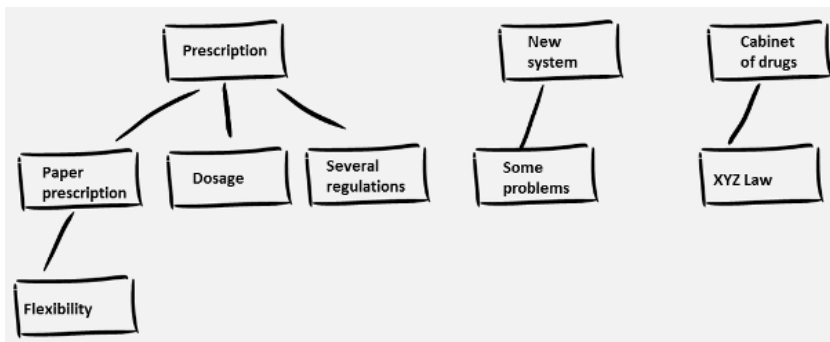 Prescription
New
system
Cabinet
of drugs
Paper
prescription
Dosage
Several
regulations
Some
problems
XYZ Law
Flexibility